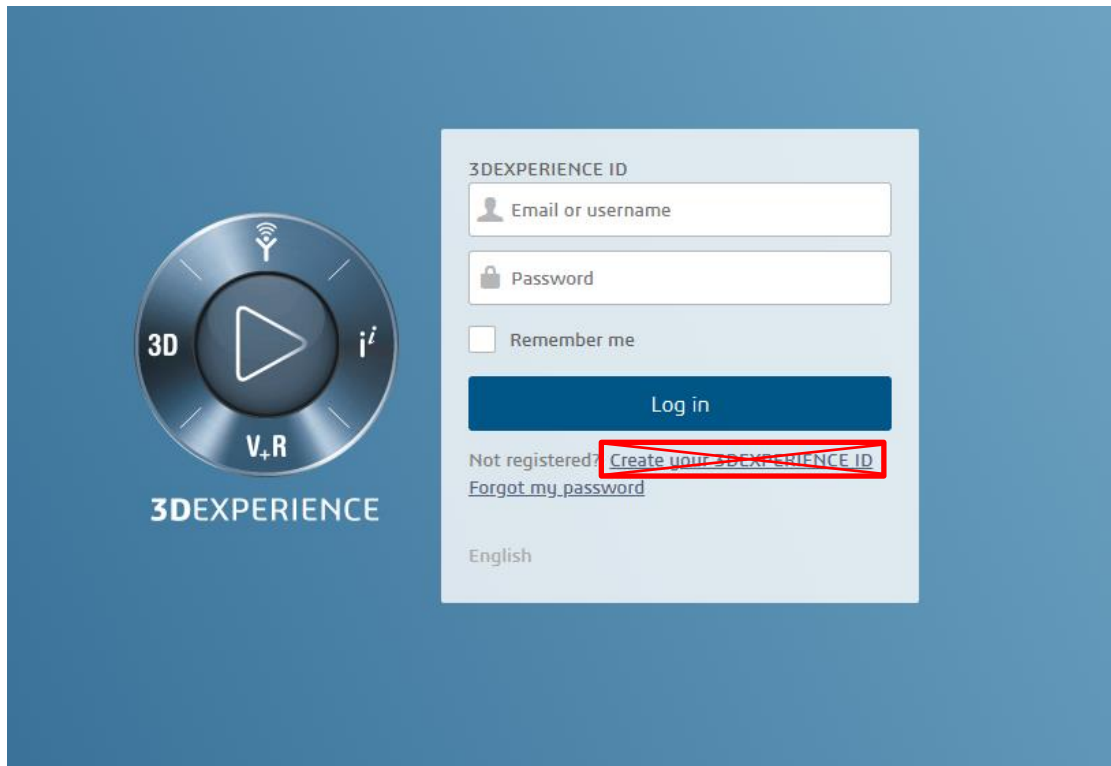 3DEXPERIENCE ID
Email or username
Password
Remember me
Log in
Not registered? Create your 3DEXPERIENCE ID
Forgot my password
English
3D
i i
V+R
3DEXPERIENCE